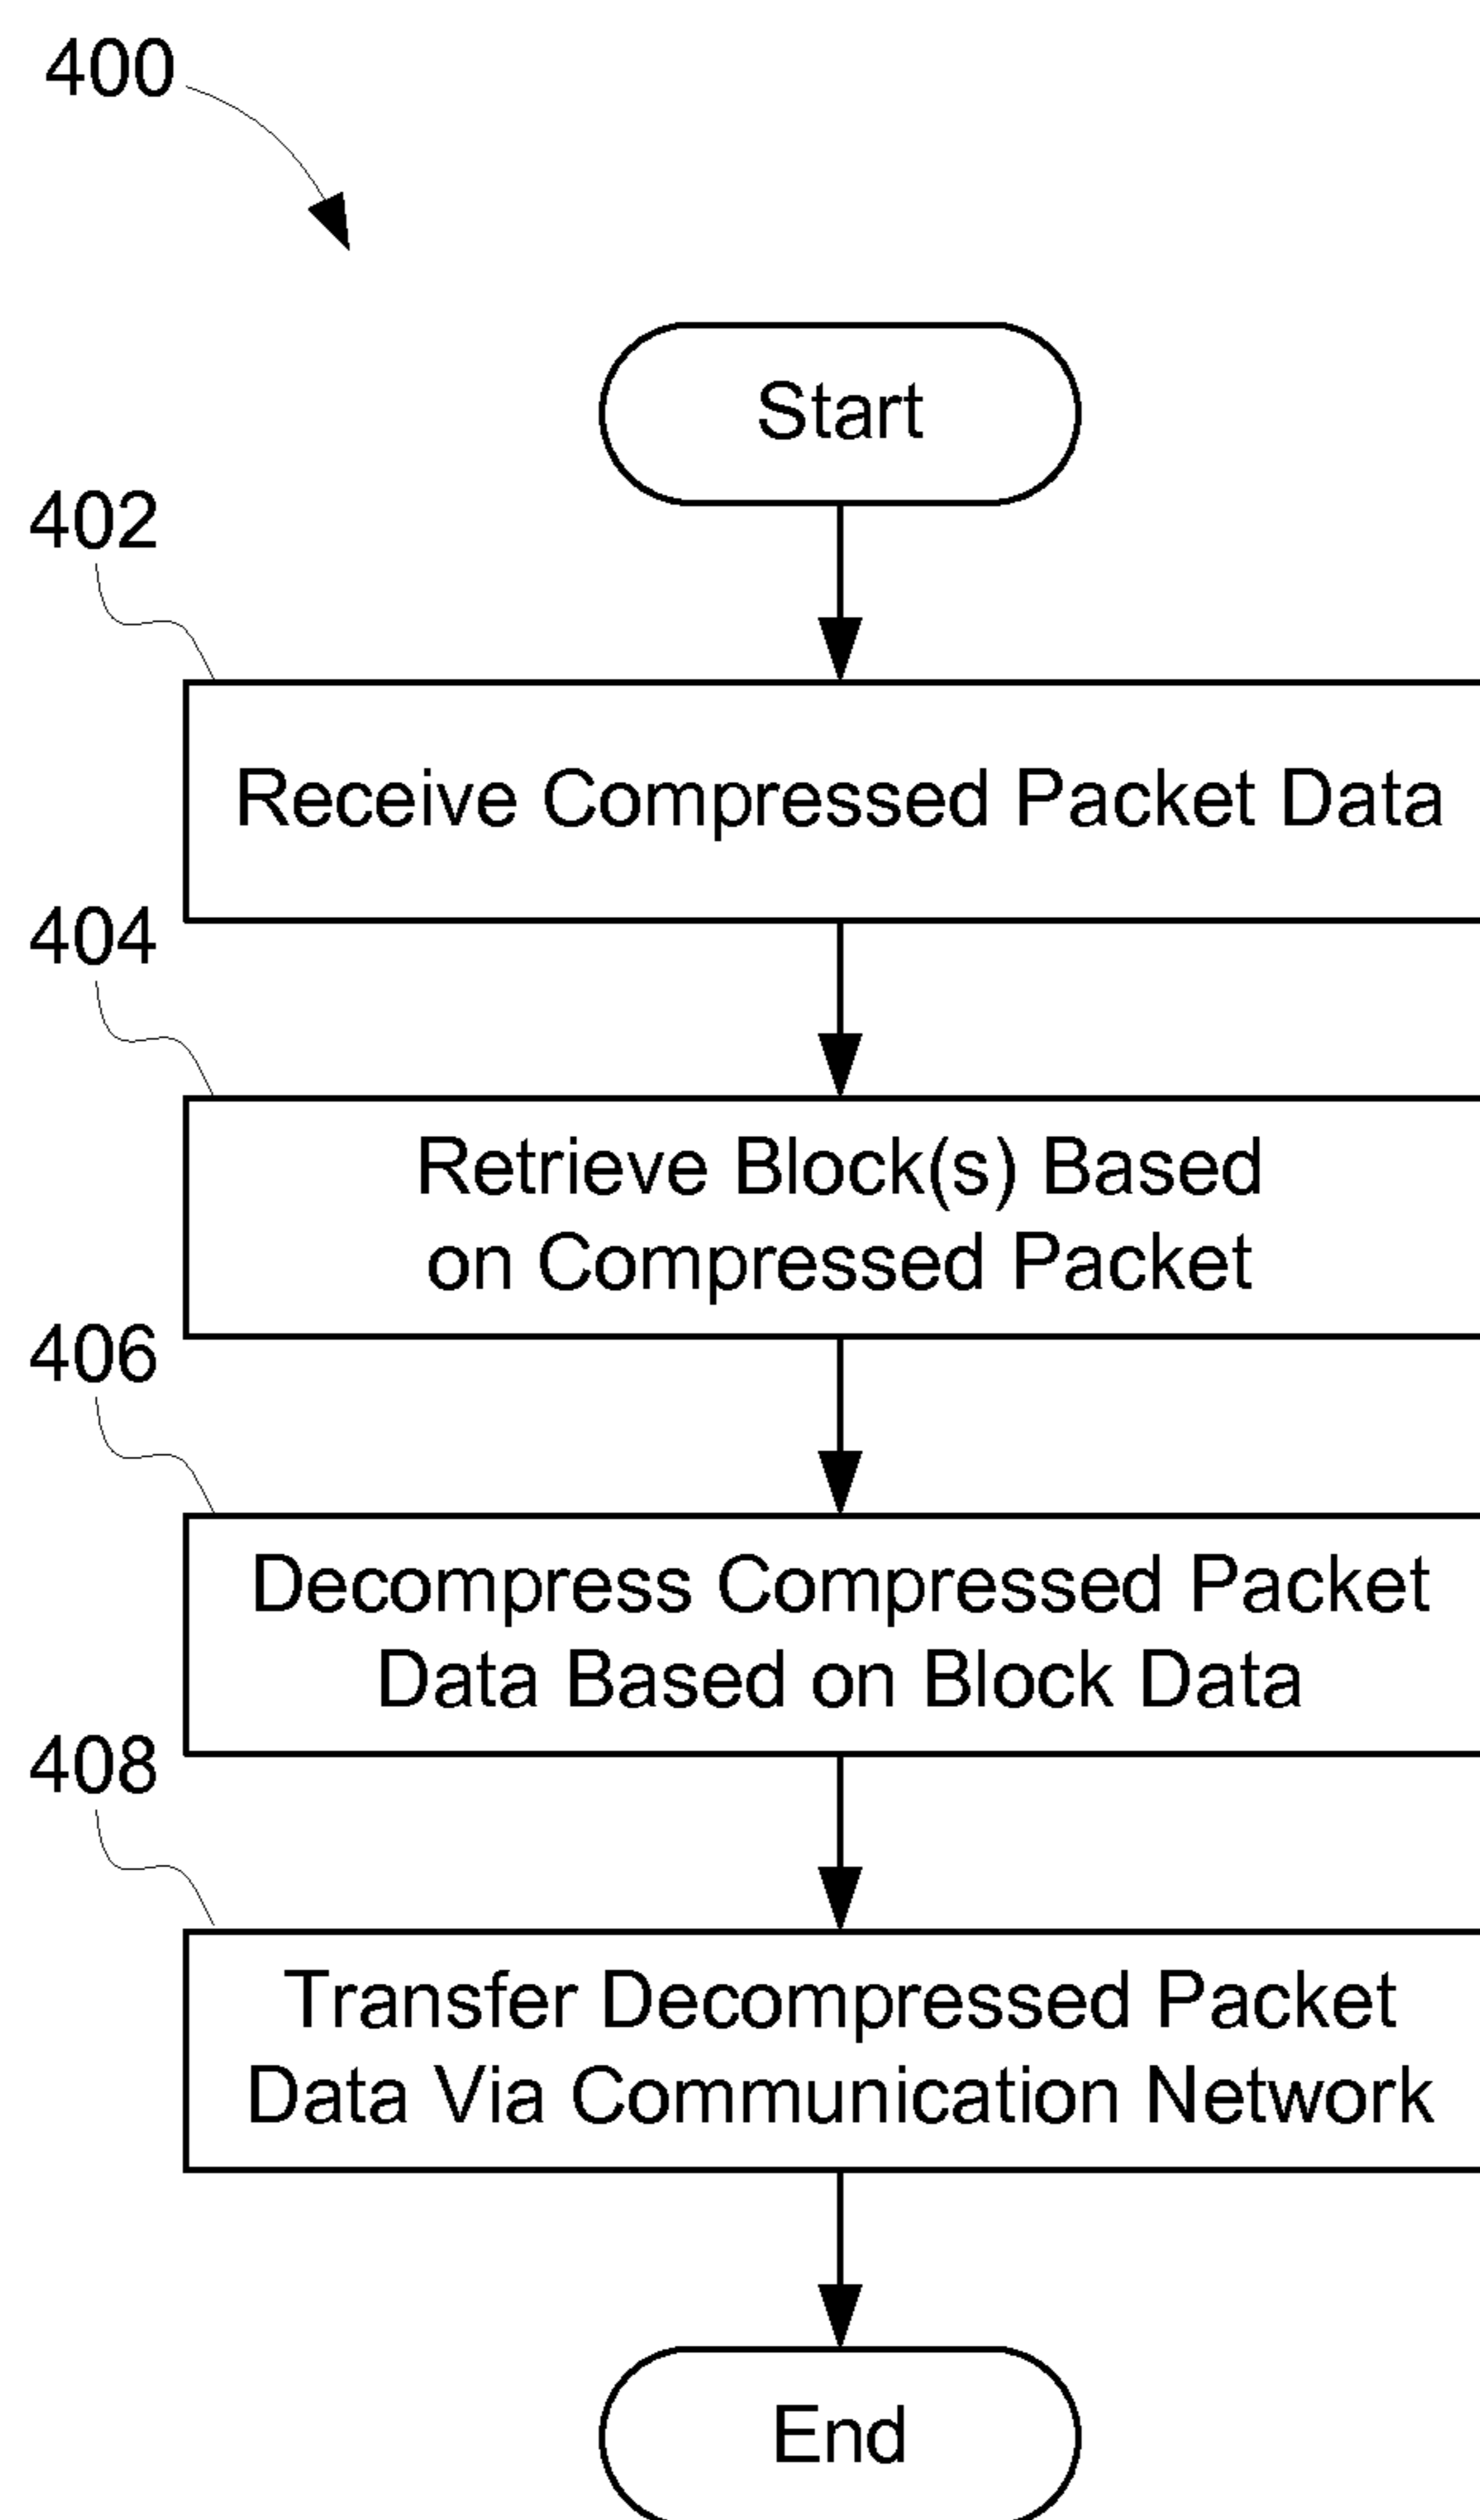 400
Start
402
Receive Compressed Packet Data
404
Retrieve Block(s) Based
on Compressed Packet
406
Decompress Compressed Packet
Data Based on Block Data
408
Transfer Decompressed Packet
Data Via Communication Network
End